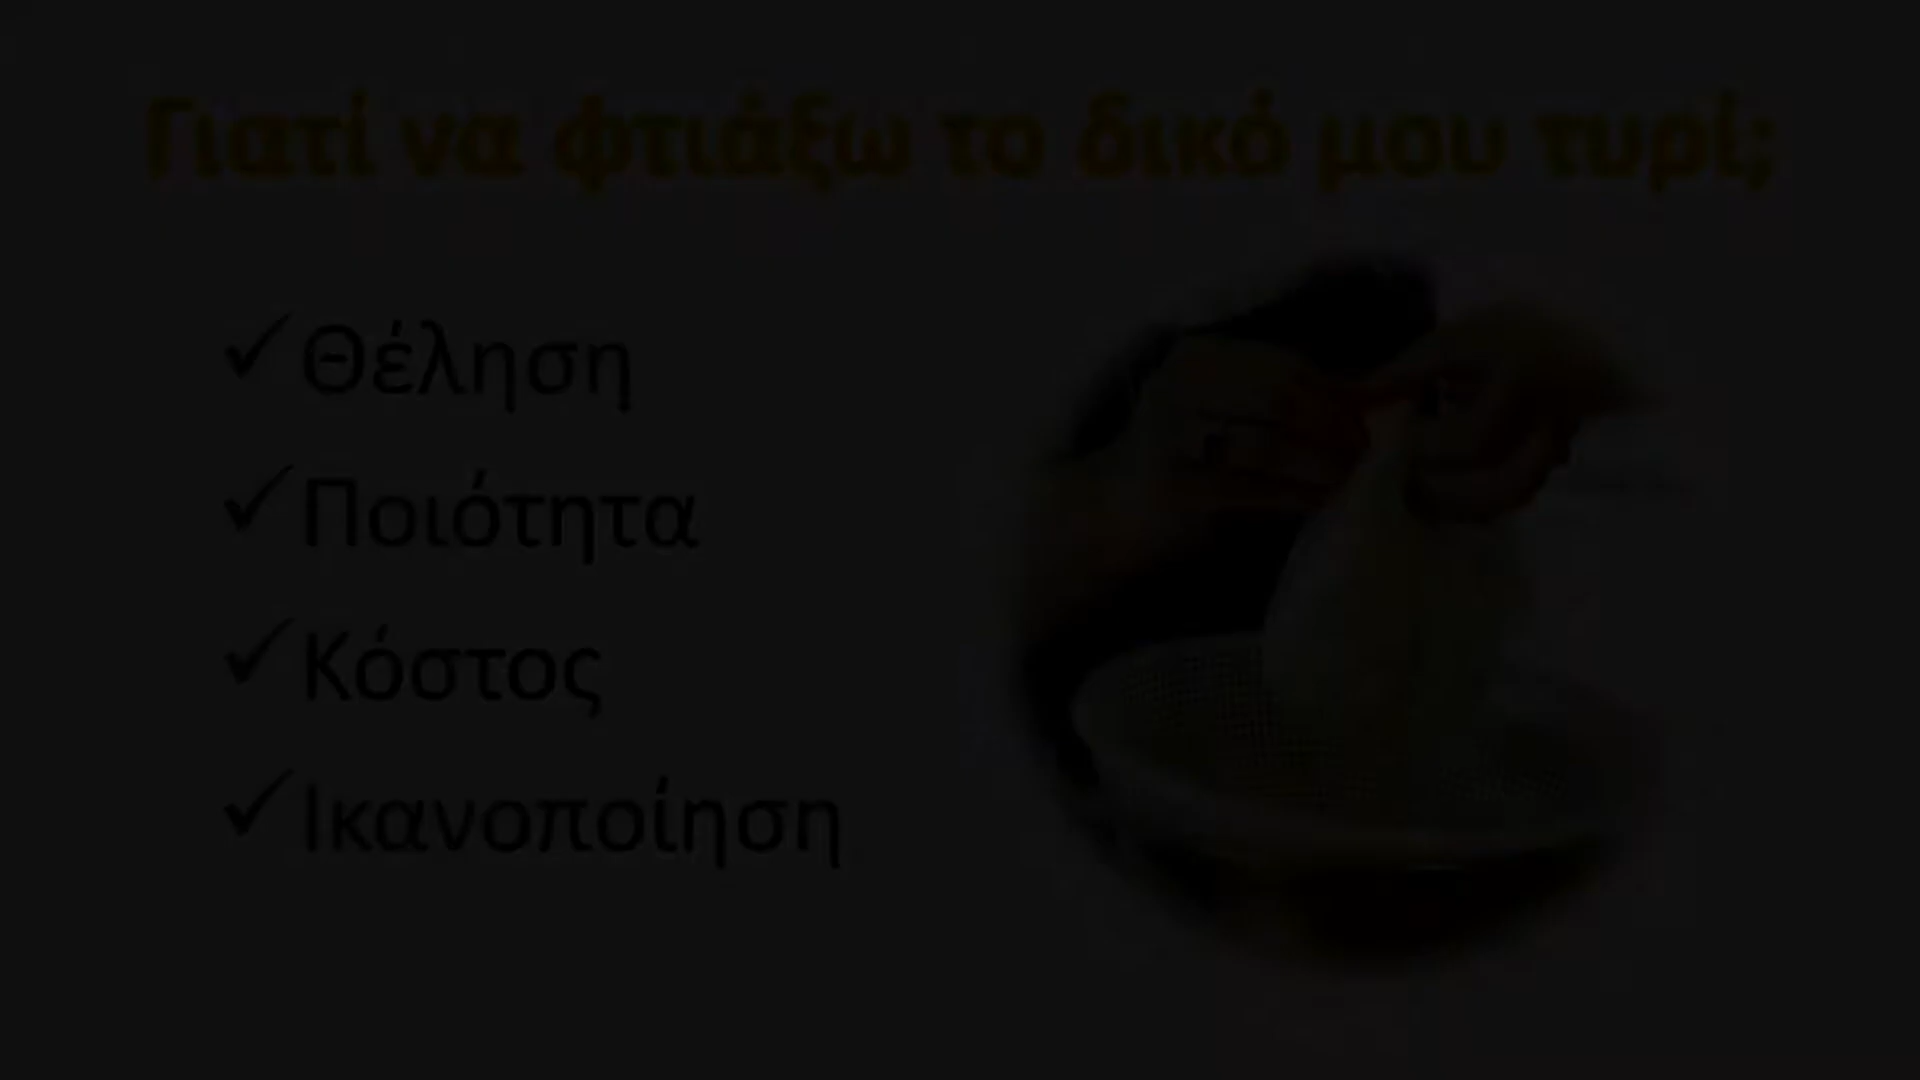 Γιατί να φτιάξω το δικό μου τυρί;
✓Θέληση
✓Ποιότητα
✓Κόστος
✓Ικανοποίηση